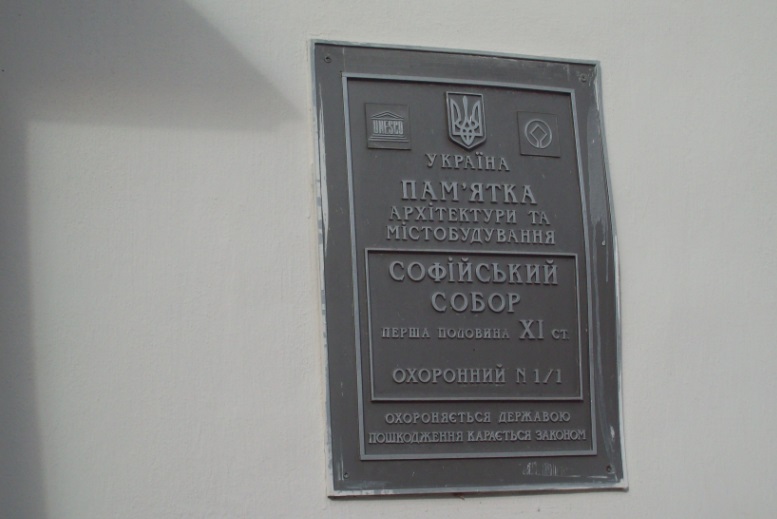 UNESCO
УКРАЇНА
ПАМ'ЯТКА
АРХІТЕКТУРИ ТА
МІСТОБУДУВАННЯ
СОФІЙСЬКИЙ
СОБОР
ПЕРША ПОЛОВИНА XI СТ.
ОХОРОННИЙ N 1/1
ОХОРОНЯЄТЬСЯ ДЕРЖАВОЮ
ПОШКОДЖЕННЯ КАРАЄТЬСЯ ЗАКОНОМ